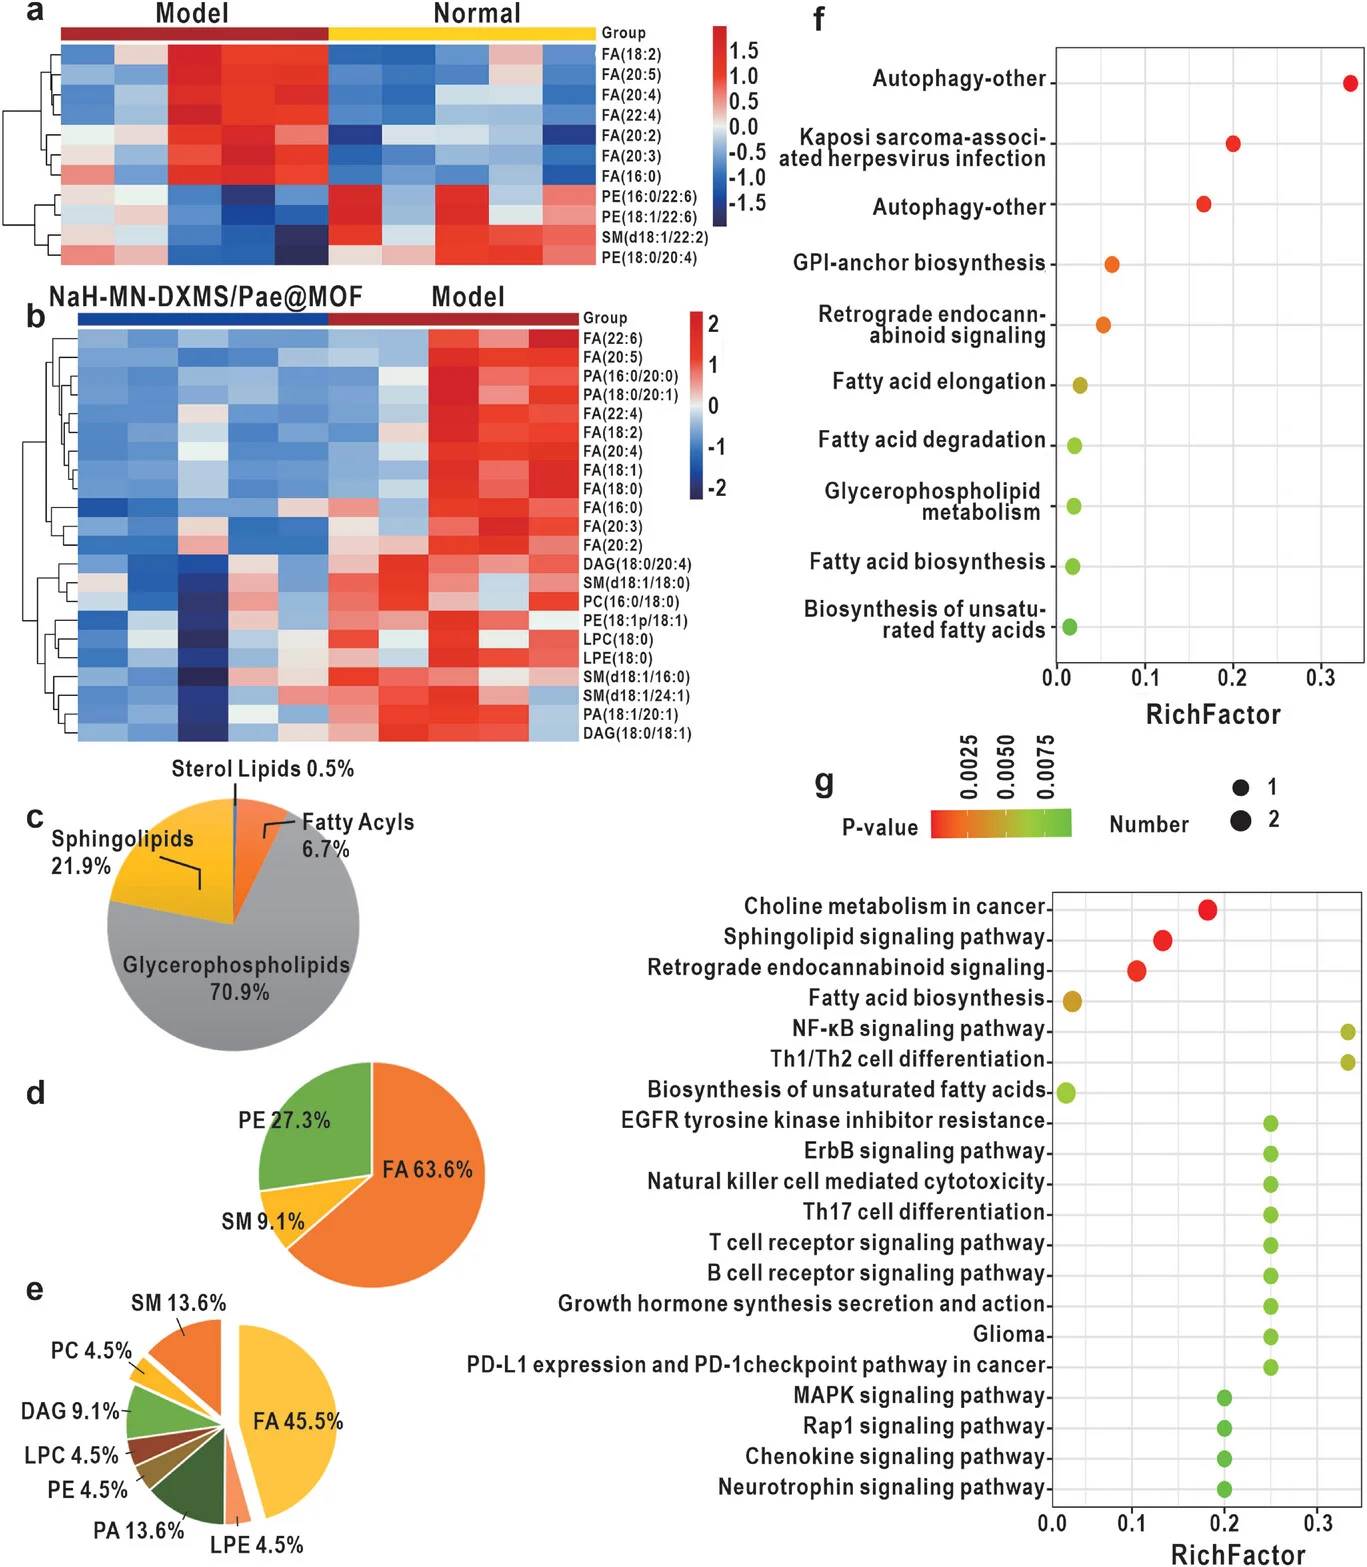 a
Model
Normal
Group
FA(18:2)
FA(20:5)
FA(20:4)
FA(22:4)
FA(20:2)
FA(20:3)
FA(16:0)
PE(16:0/22:6)
PE(18:1/22:6)
SM(d18:1/22:2)
PE(18:0/20:4)
1.5
1.0
0.5
0.0
-0.5
-1.0
-1.5
b
NaH-MN-DXMS/Pae@MOF
Model
Group
FA(22:6)
FA(20:5)
PA(16:0/20:0)
PA(18:0/20:1)
FA(22:4)
FA(18:2)
FA(20:4)
FA(18:1)
FA(18:0)
FA(16:0)
FA(20:3)
FA(20:2)
DAG(18:0/20:4)
SM(d18:1/18:0)
PC(16:0/18:0)
PE(18:1p/18:1)
LPC(18:0)
LPE(18:0)
SM(d18:1/16:0)
SM(d18:1/24:1)
PA(18:1/20:1)
DAG(18:0/18:1)
2
1
0
-1
-2
c
Sterol Lipids 0.5%
Fatty Acyls
6.7%
Sphingolipids
21.9%
Glycerophospholipids
70.9%
d
PE 27.3%
FA 63.6%
SM 9.1%
e
SM 13.6%
PC 4.5%
DAG 9.1%
LPC 4.5%
PE 4.5%
PA 13.6%
LPE 4.5%
FA 45.5%
f
Autophagy-other
Kaposi sarcoma-associ-
ated herpesvirus infection
Autophagy-other
GPI-anchor biosynthesis
Retrograde endocann-
abinoid signaling
Fatty acid elongation
Fatty acid degradation
Glycerophospholipid
metabolism
Fatty acid biosynthesis
Biosynthesis of unsatu-
rated fatty acids
0.0
0.1
0.2
0.3
RichFactor
g
P-value
0.0025
0.0050
0.0075
Number
1
2
Choline metabolism in cancer
Sphingolipid signaling pathway
Retrograde endocannabinoid signaling
Fatty acid biosynthesis
NF-κB signaling pathway
Th1/Th2 cell differentiation
Biosynthesis of unsaturated fatty acids
EGFR tyrosine kinase inhibitor resistance
ErbB signaling pathway
Natural killer cell mediated cytotoxicity
Th17 cell differentiation
T cell receptor signaling pathway
B cell receptor signaling pathway
Growth hormone synthesis secretion and action
Glioma
PD-L1 expression and PD-1checkpoint pathway in cancer
MAPK signaling pathway
Rap1 signaling pathway
Chenokine signaling pathway
Neurotrophin signaling pathway
0.0
0.1
0.2
0.3
RichFactor